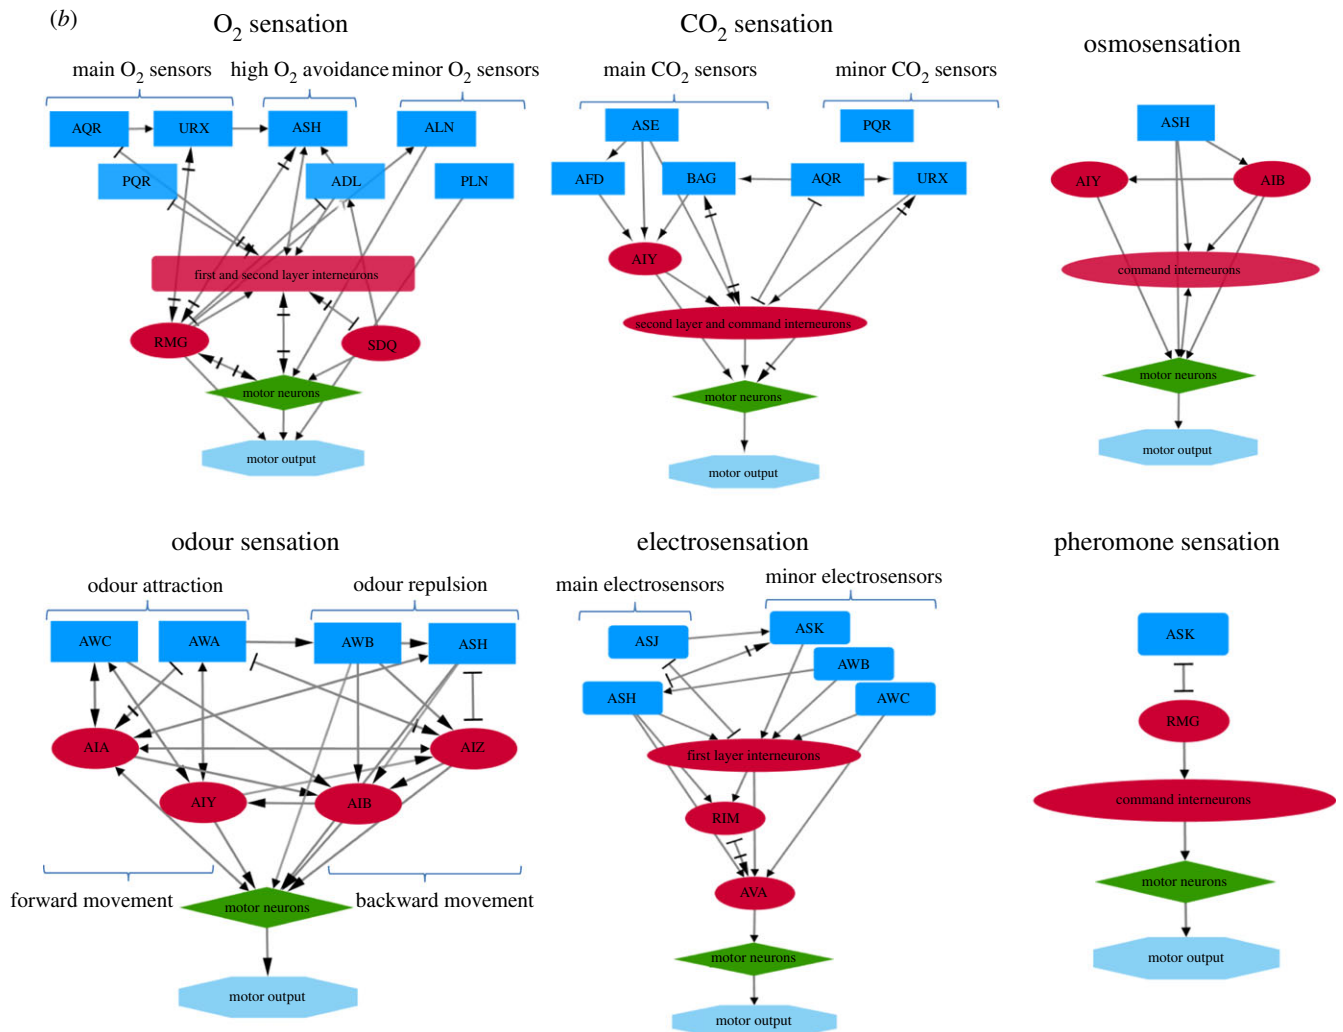 (b)
O2 sensation
main O2 sensors
high O2 avoidance
minor O2 sensors
AQR
URX
ASH
ALN
PQR
ADL
PLN
first and second layer interneurons
RMG
SDQ
motor neurons
motor output
CO2 sensation
main CO2 sensors
minor CO2 sensors
ASE
PQR
AFD
BAG
AQR
URX
AIY
second layer and command interneurons
motor neurons
motor output
osmosensation
ASH
AIY
AIB
command interneurons
motor neurons
motor output
odour sensation
odour attraction
odour repulsion
AWC
AWA
AWB
ASH
AIA
AIZ
AIY
AIB
forward movement
motor neurons
backward movement
motor output
electrosensation
main electrosensors
minor electrosensors
ASJ
ASK
AWB
ASH
AWC
first layer interneurons
RIM
AVA
motor neurons
motor output
pheromone sensation
ASK
RMG
command interneurons
motor neurons
motor output